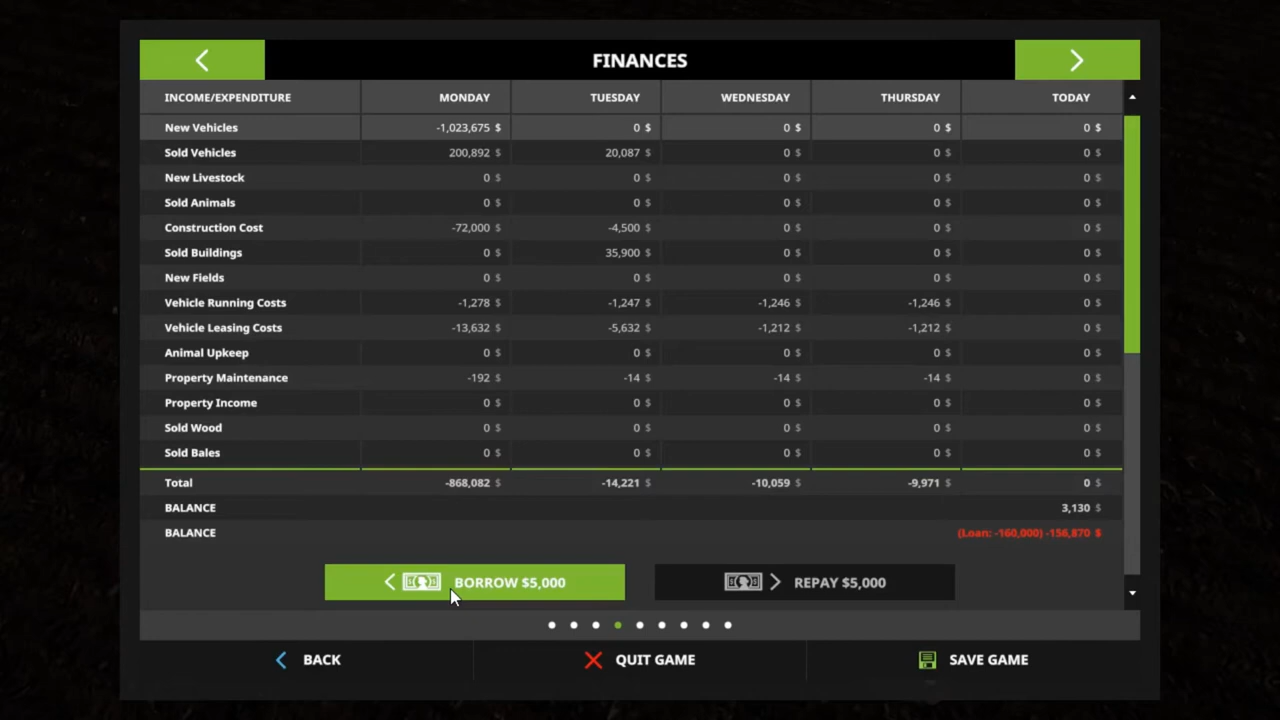 FINANCES
INCOME/EXPENDITURE MONDAY TUESDAY WEDNESDAY THURSDAY TODAY
New Vehicles -1,023,675 $ 0 $ 0 $ 0 $ 0 $
Sold Vehicles 200,892 $ 20,087 $ 0 $ 0 $ 0 $
New Livestock 0 $ 0 $ 0 $ 0 $ 0 $
Sold Animals 0 $ 0 $ 0 $ 0 $ 0 $
Construction Cost -72,000 $ -4,500 $ 0 $ 0 $ 0 $
Sold Buildings 0 $ 35,900 $ 0 $ 0 $ 0 $
New Fields 0 $ 0 $ 0 $ 0 $ 0 $
Vehicle Running Costs -1,278 $ -1,247 $ -1,246 $ -1,246 $ 0 $
Vehicle Leasing Costs -13,632 $ -5,632 $ -1,212 $ -1,212 $ 0 $
Animal Upkeep 0 $ 0 $ 0 $ 0 $ 0 $
Property Maintenance -192 $ -14 $ -14 $ -14 $ 0 $
Property Income 0 $ 0 $ 0 $ 0 $ 0 $
Sold Wood 0 $ 0 $ 0 $ 0 $ 0 $
Sold Bales 0 $ 0 $ 0 $ 0 $ 0 $
Total -868,082 $ -14,221 $ -10,059 $ -9,971 $ 0 $
BALANCE 3,130 $
BALANCE (Loan: -160,000) -156,870 $
BORROW $5,000 REPAY $5,000
BACK QUIT GAME SAVE GAME